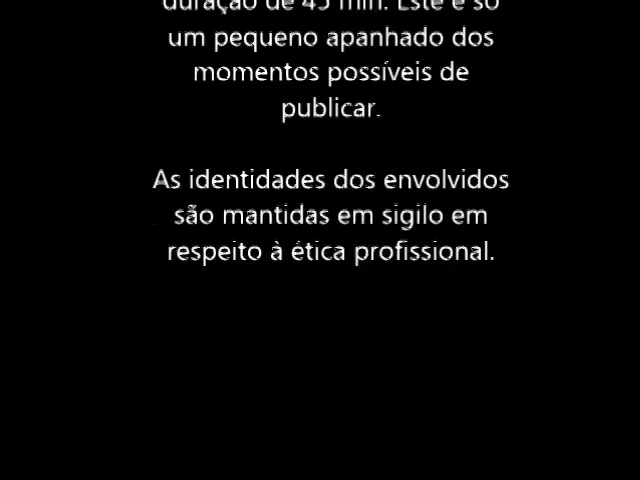 duração de 45 min. Este é só
um pequeno apanhado dos
momentos possíveis de
publicar.
As identidades dos envolvidos
são mantidas em sigilo em
respeito à ética profissional.